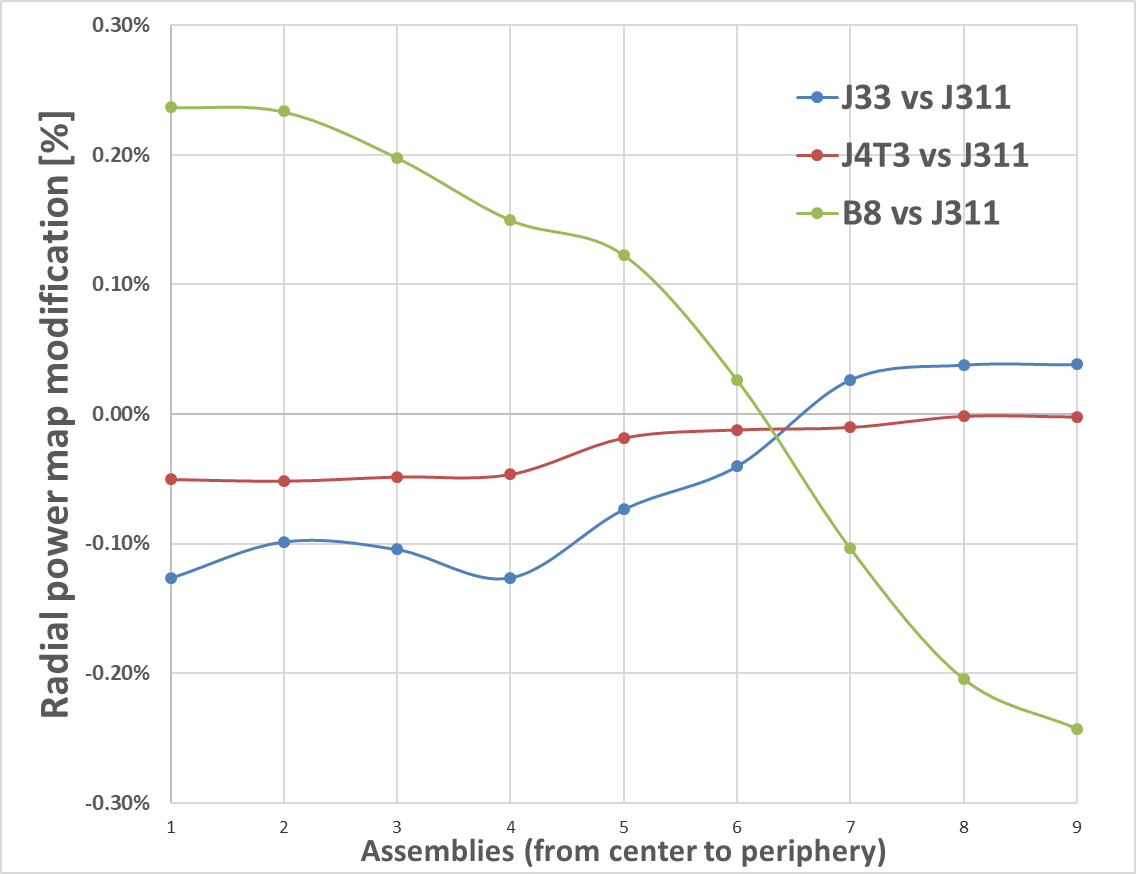 Radial power map modification [%]
0.30%
0.20%
0.10%
0.00%
-0.10%
-0.20%
-0.30%
J33 vs J311
J4T3 vs J311
B8 vs J311
1 2 3 4 5 6 7 8 9
Assemblies (from center to periphery)